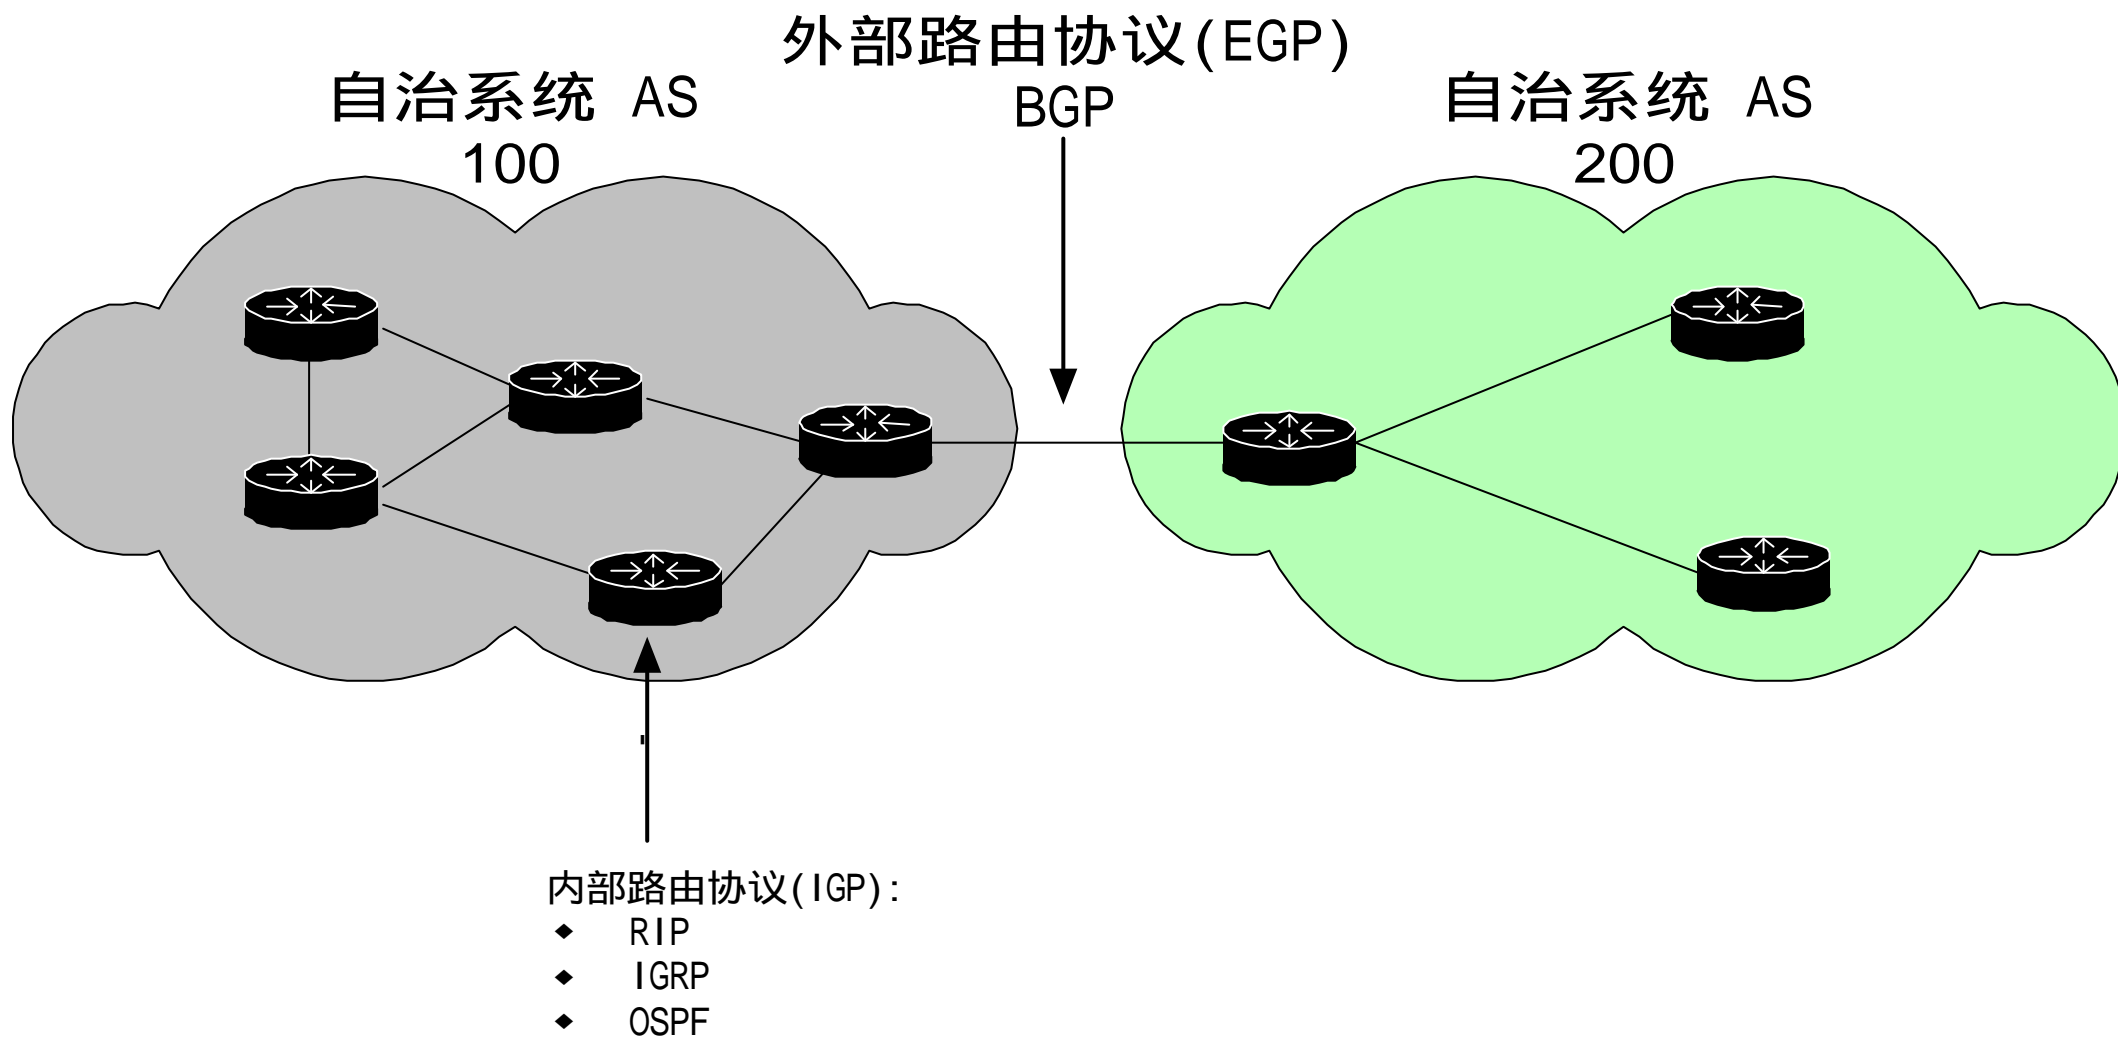 外部路由协议(EGP)
BGP
自治系统 AS
100
自治系统 AS
200
内部路由协议(IGP):
◆ RIP
◆ IGRP
◆ OSPF